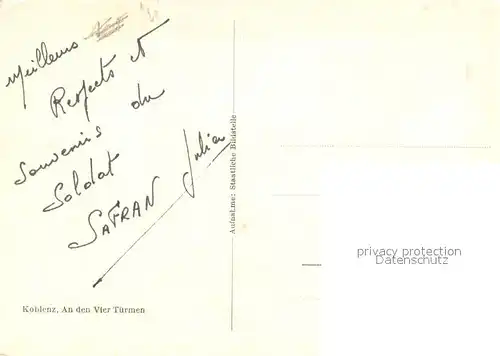 Meilleurs
Respects et
Souvenirs du
Soldat
SAFRAN Julien
Koblenz, An den Vier Türmen
Aufnahme: Staatliche Bildstelle
privacy protection
Datenschutz